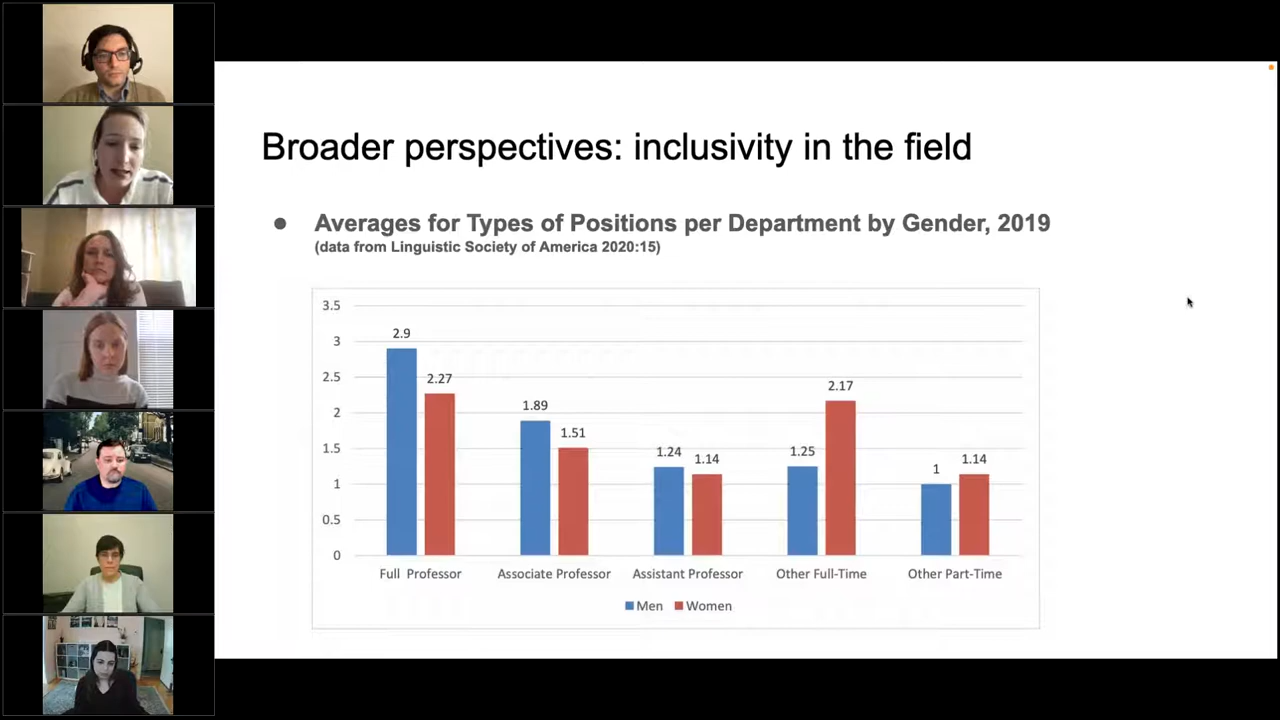 Broader perspectives: inclusivity in the field
● Averages for Types of Positions per Department by Gender, 2019
(data from Linguistic Society of America 2020:15)
3.5
3
2.5
2
1.5
1
0.5
0
2.9
2.27
1.89
1.51
1.24
1.14
1.25
2.17
1
1.14
Full Professor
Associate Professor
Assistant Professor
Other Full-Time
Other Part-Time
Men
Women